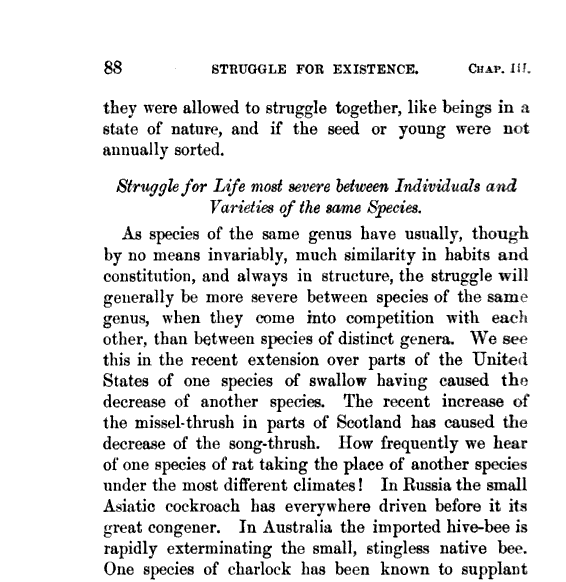 88 STRUGGLE FOR EXISTENCE. CHAP. III.
they were allowed to struggle together, like beings in a
state of nature, and if the seed or young were not
annually sorted.
Struggle for Life most severe between Individuals and
Varieties of the same Species.
As species of the same genus have usually, though
by no means invariably, much similarity in habits and
constitution, and always in structure, the struggle will
generally be more severe between species of the same
genus, when they come into competition with each
other, than between species of distinct genera. We see
this in the recent extension over parts of the United
States of one species of swallow having caused the
decrease of another species. The recent increase of
the missel-thrush in parts of Scotland has caused the
decrease of the song-thrush. How frequently we hear
of one species of rat taking the place of another species
under the most different climates! In Russia the small
Asiatic cockroach has everywhere driven before it its
great congener. In Australia the imported hive-bee is
rapidly exterminating the small, stingless native bee.
One species of charlock has been known to supplant